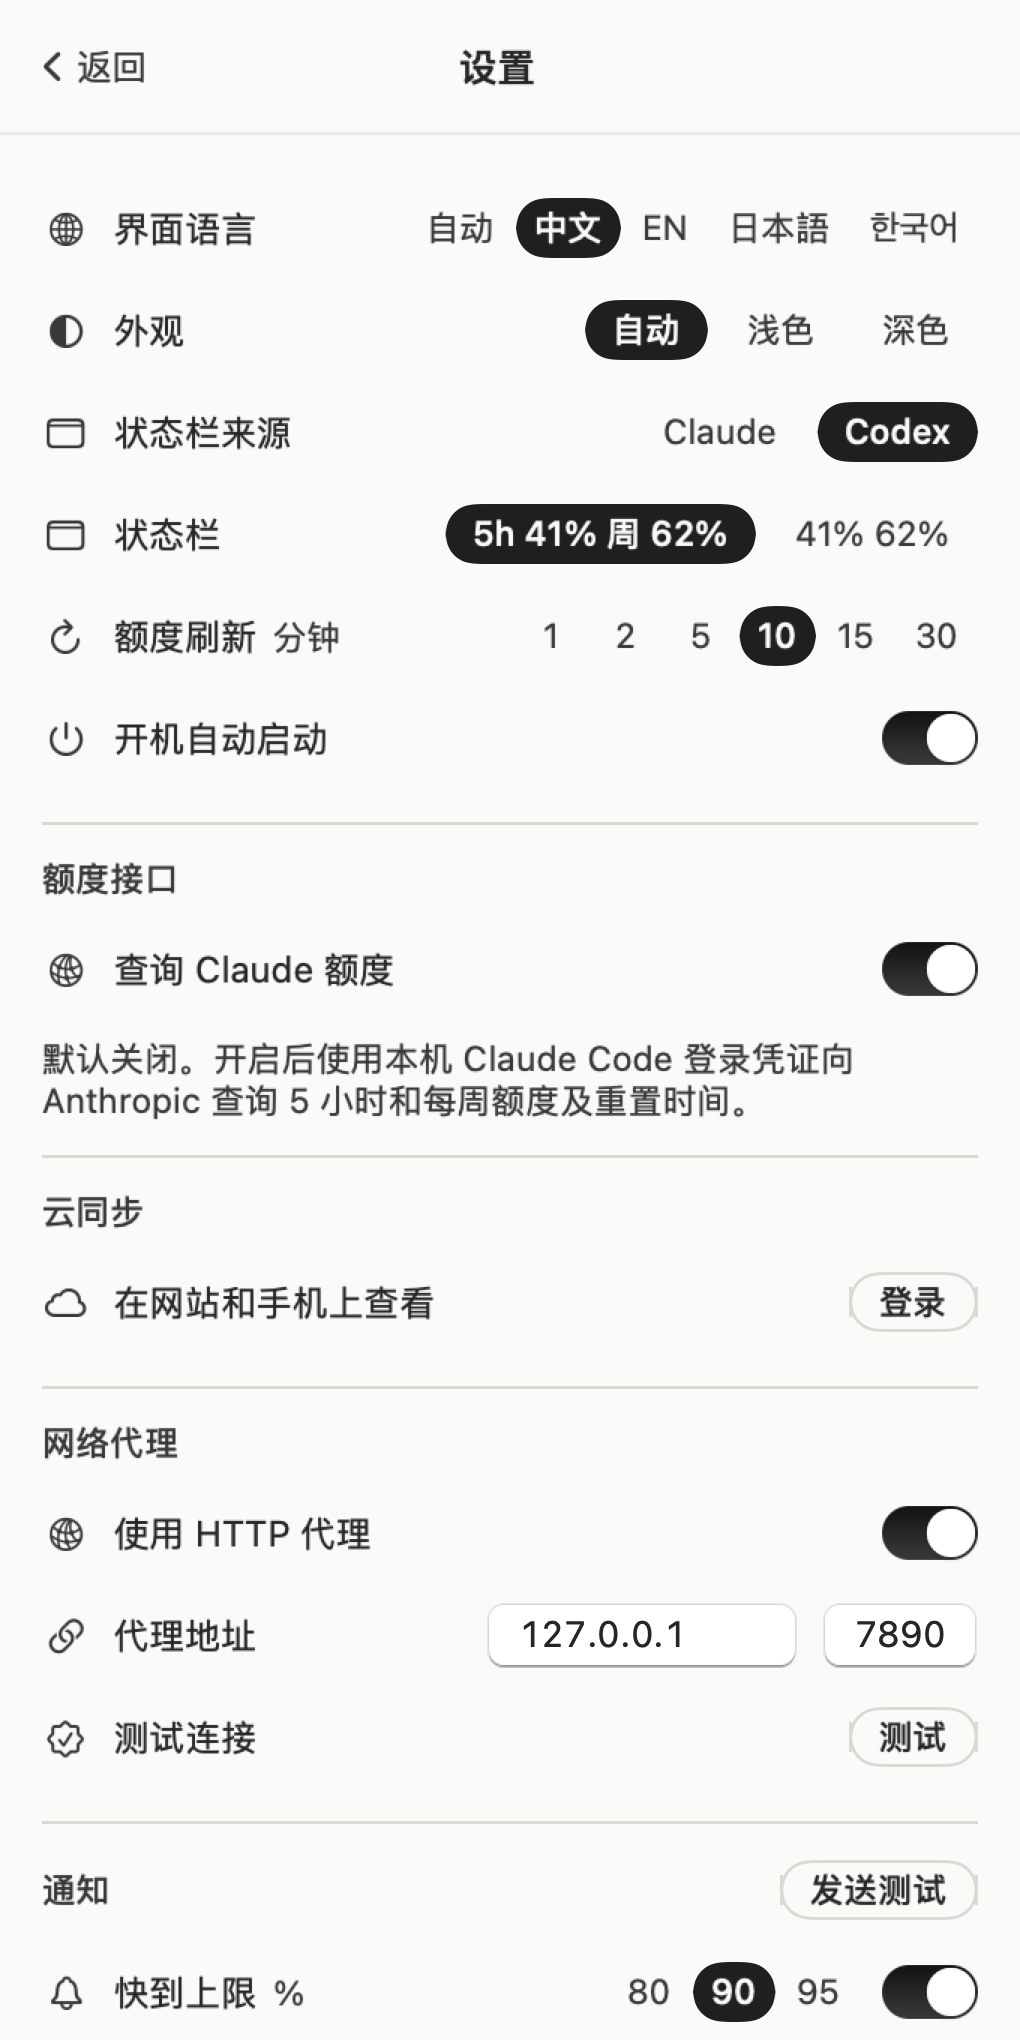 返回
设置
界面语言 自动 中文 EN 日本語 한국어
外观 自动 浅色 深色
状态栏来源 Claude Codex
状态栏 5h 41% 周 62% 41% 62%
额度刷新 分钟 1 2 5 10 15 30
开机自动启动
额度接口
查询 Claude 额度
默认关闭。开启后使用本机 Claude Code 登录凭证向
Anthropic 查询 5 小时和每周额度及重置时间。
云同步
在网站和手机上查看 登录
网络代理
使用 HTTP 代理
代理地址 127.0.0.1 7890
测试连接 测试
通知 发送测试
快到上限 % 80 90 95